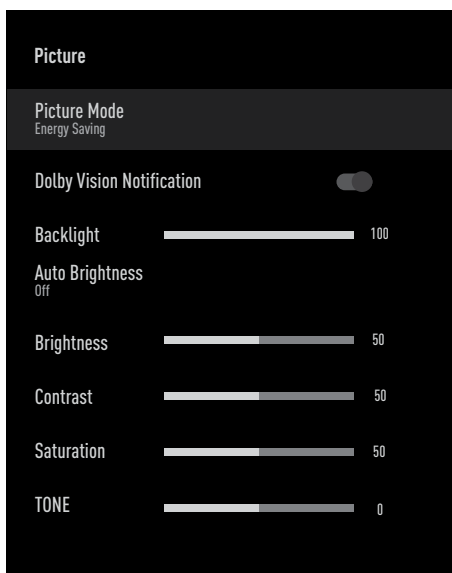 Picture
Picture Mode
Energy Saving
Dolby Vision Notification
Backlight 100
Auto Brightness
Off
Brightness 50
Contrast 50
Saturation 50
TONE 0